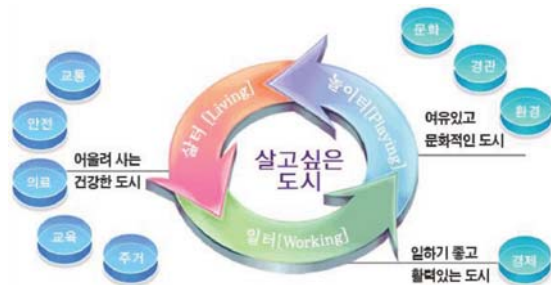 문화
경관
환경
교통
안전
의료
교육
주거
삶터 [Living]
놀이터[Playing]
일터[Working]
살고싶은
도시
어울려 사는
건강한 도시
여유있고
문화적인 도시
일하기 좋고
활력있는 도시
경제